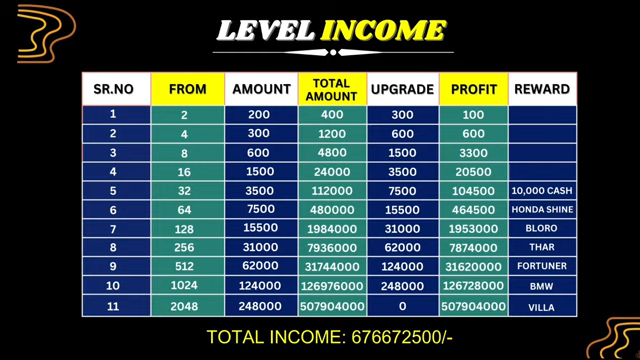 LEVEL INCOME
SR.NO FROM AMOUNT TOTAL AMOUNT UPGRADE PROFIT REWARD
1 2 200 400 300 100
2 4 300 1200 600 600
3 8 600 4800 1500 3300
4 16 1500 24000 3500 20500
5 32 3500 112000 7500 104500 10,000 CASH
6 64 7500 480000 15500 464500 HONDA SHINE
7 128 15500 1984000 31000 1953000 BLORO
8 256 31000 7936000 62000 7874000 THAR
9 512 62000 31744000 124000 31620000 FORTUNER
10 1024 124000 126976000 248000 126728000 BMW
11 2048 248000 507904000 0 507904000 VILLA
TOTAL INCOME: 676672500/-